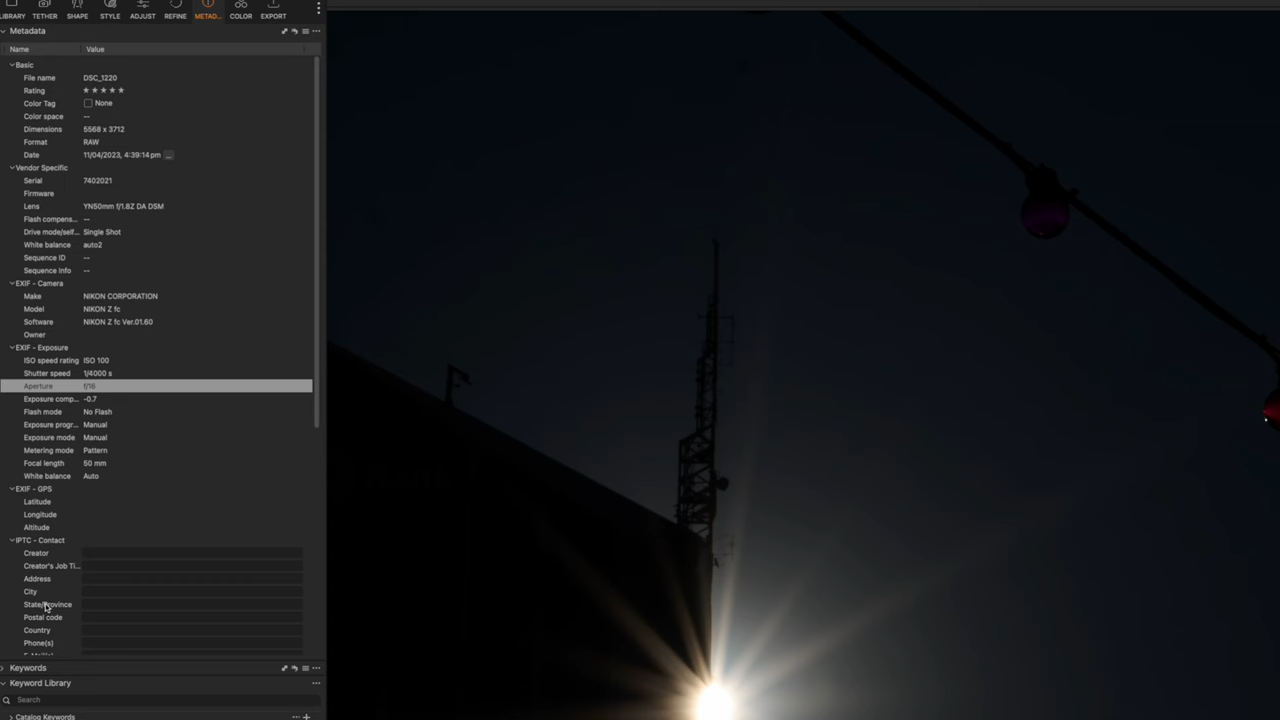 LIBRARY TETHER SHAPE STYLE ADJUST REFINE METAD... COLOR EXPORT
Metadata
Name Value
Basic
File name DSC_1220
Rating ★★★★★
Color Tag None
Color space --
Dimensions 5568 x 3712
Format RAW
Date 11/04/2023, 4:39:14 pm ...
Vendor Specific
Serial 7402021
Firmware
Lens YN50mm f/1.8Z DA DSM
Flash compens... --
Drive mode/self... Single Shot
White balance auto2
Sequence ID --
Sequence Info --
EXIF - Camera
Make NIKON CORPORATION
Model NIKON Z fc
Software NIKON Z fc Ver.01.60
Owner
EXIF - Exposure
ISO speed rating ISO 100
Shutter speed 1/4000 s
Aperture f/16
Exposure comp... -0.7
Flash mode No Flash
Exposure progr... Manual
Exposure mode Manual
Metering mode Pattern
Focal length 50 mm
White balance Auto
EXIF - GPS
Latitude
Longitude
Altitude
IPTC - Contact
Creator
Creator's Job Ti...
Address
City
State/Province
Postal code
Country
Phone(s)
Keywords
Keyword Library
Search
Catalog Keywords